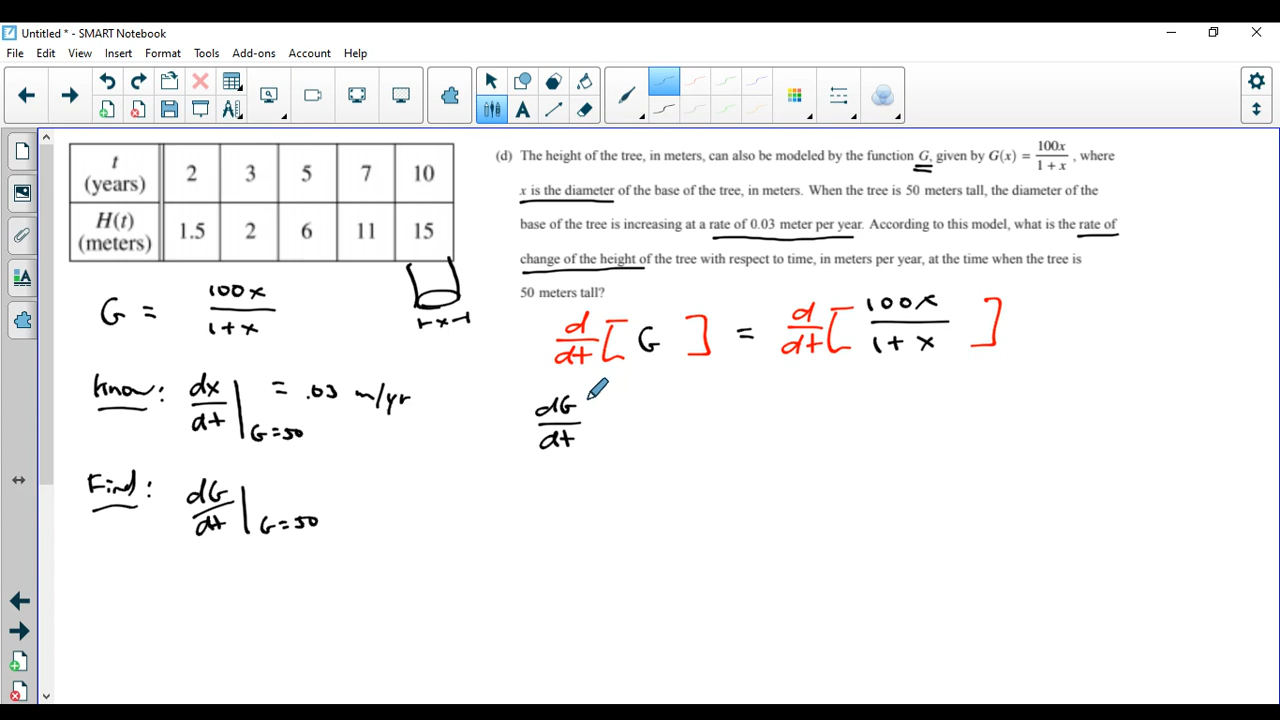 Untitled * - SMART Notebook
File Edit View Insert Format Tools Add-ons Account Help
t (years) 2 3 5 7 10
H(t) (meters) 1.5 2 6 11 15
(d) The height of the tree, in meters, can also be modeled by the function G, given by G(x) = 100x / 1 + x, where
x is the diameter of the base of the tree, in meters. When the tree is 50 meters tall, the diameter of the
base of the tree is increasing at a rate of 0.03 meter per year. According to this model, what is the rate of
change of the height of the tree with respect to time, in meters per year, at the time when the tree is
50 meters tall?
x
G = 100x / 1+x
d/dt [ G ] = d/dt [ 100x / 1+x ]
Know: dx/dt | G=50 = .03 m/yr
dG/dt
Find: dG/dt | G=50